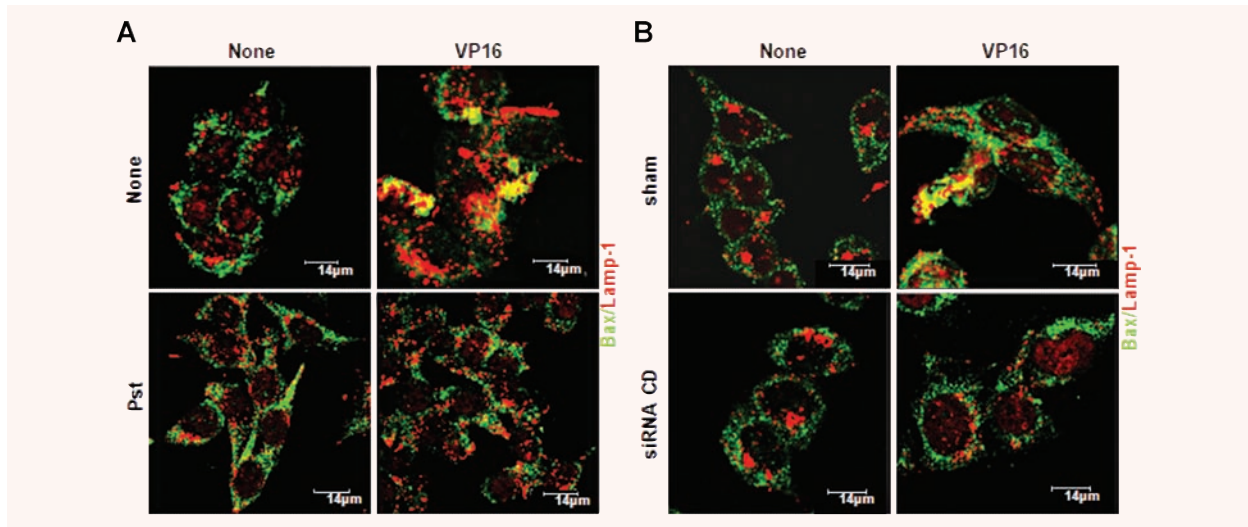 A
None
VP16
None
14µm
14µm
Pst
14µm
14µm
Bax/Lamp-1
B
None
VP16
sham
14µm
14µm
siRNA CD
14µm
14µm
Bax/Lamp-1